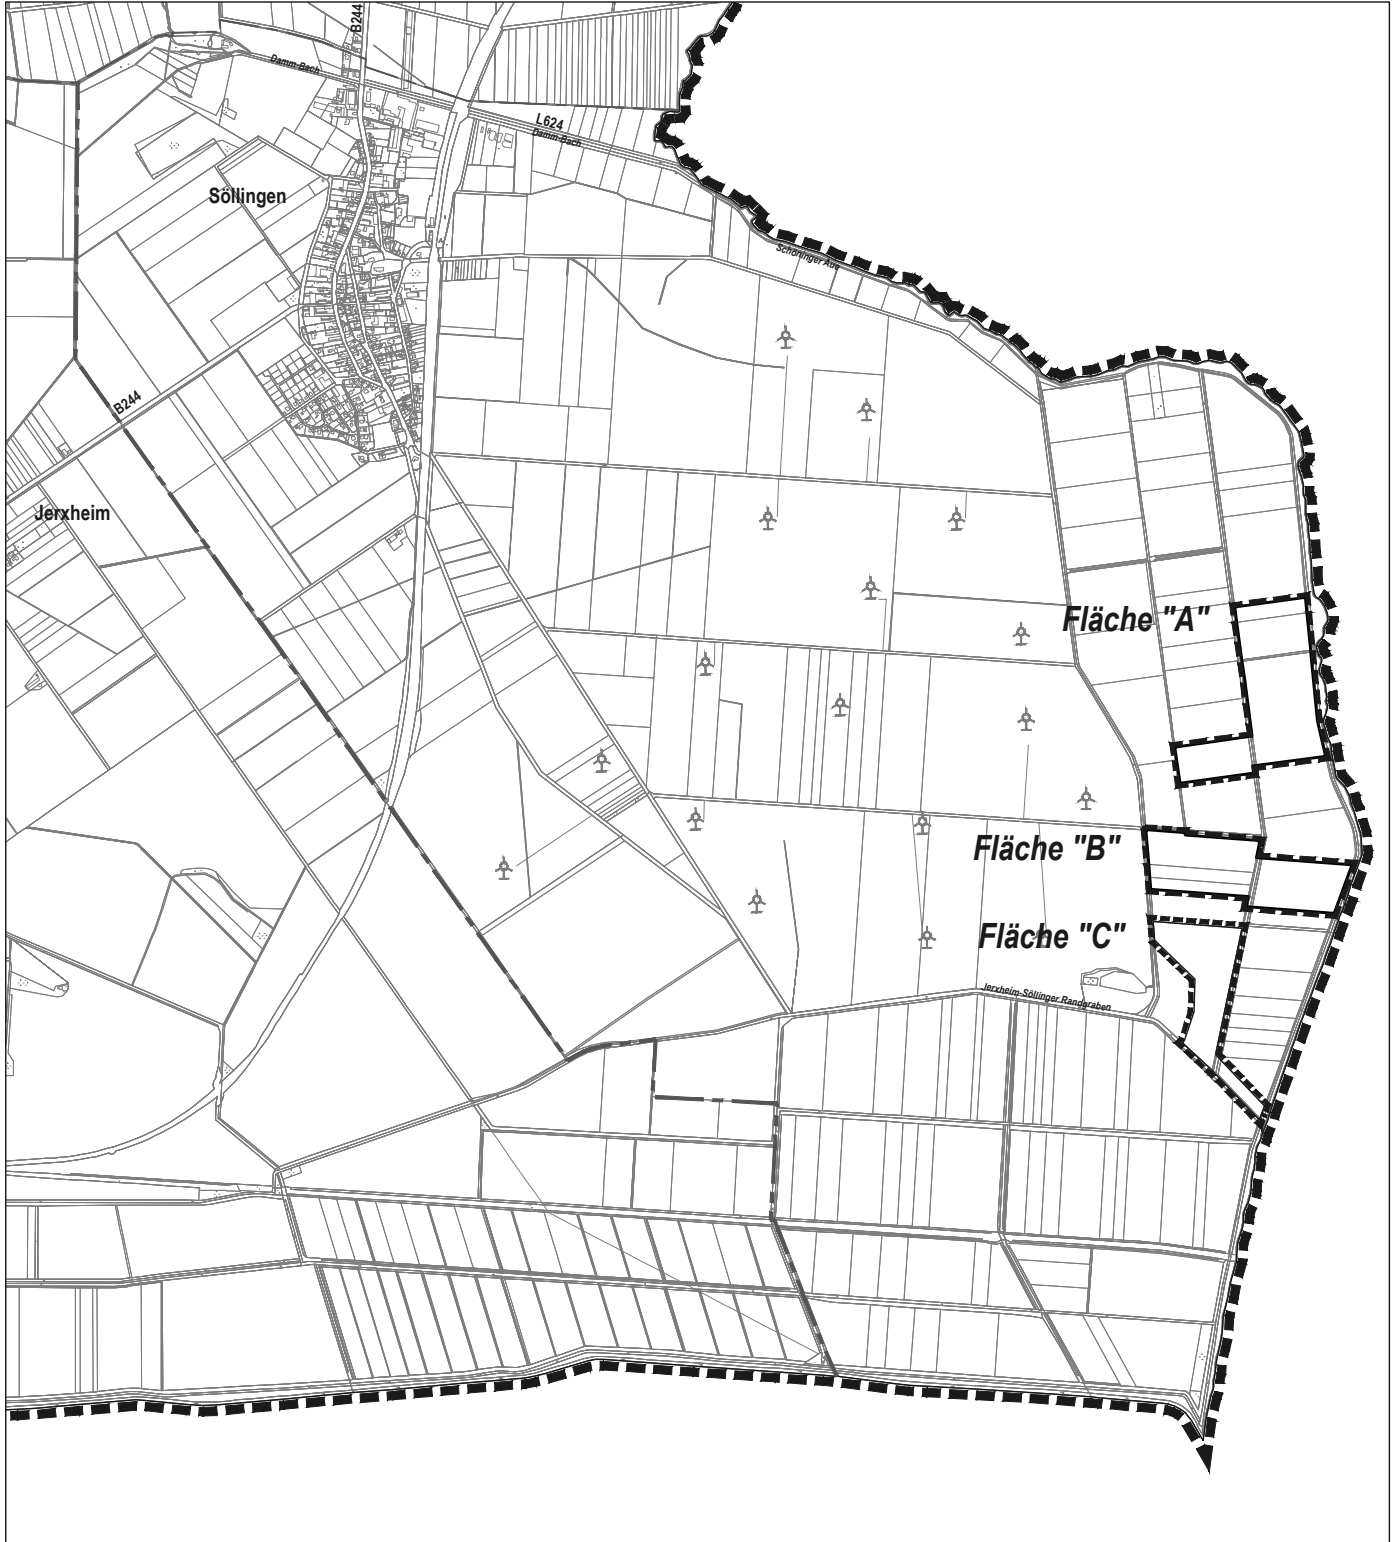 B244
Damm-Bach
L624
Damm-Bach
Söllingen
Schöninger Aue
B244
Jerxheim
Fläche "A"
Fläche "B"
Fläche "C"
Jerxheim-Söllinger Randgraben